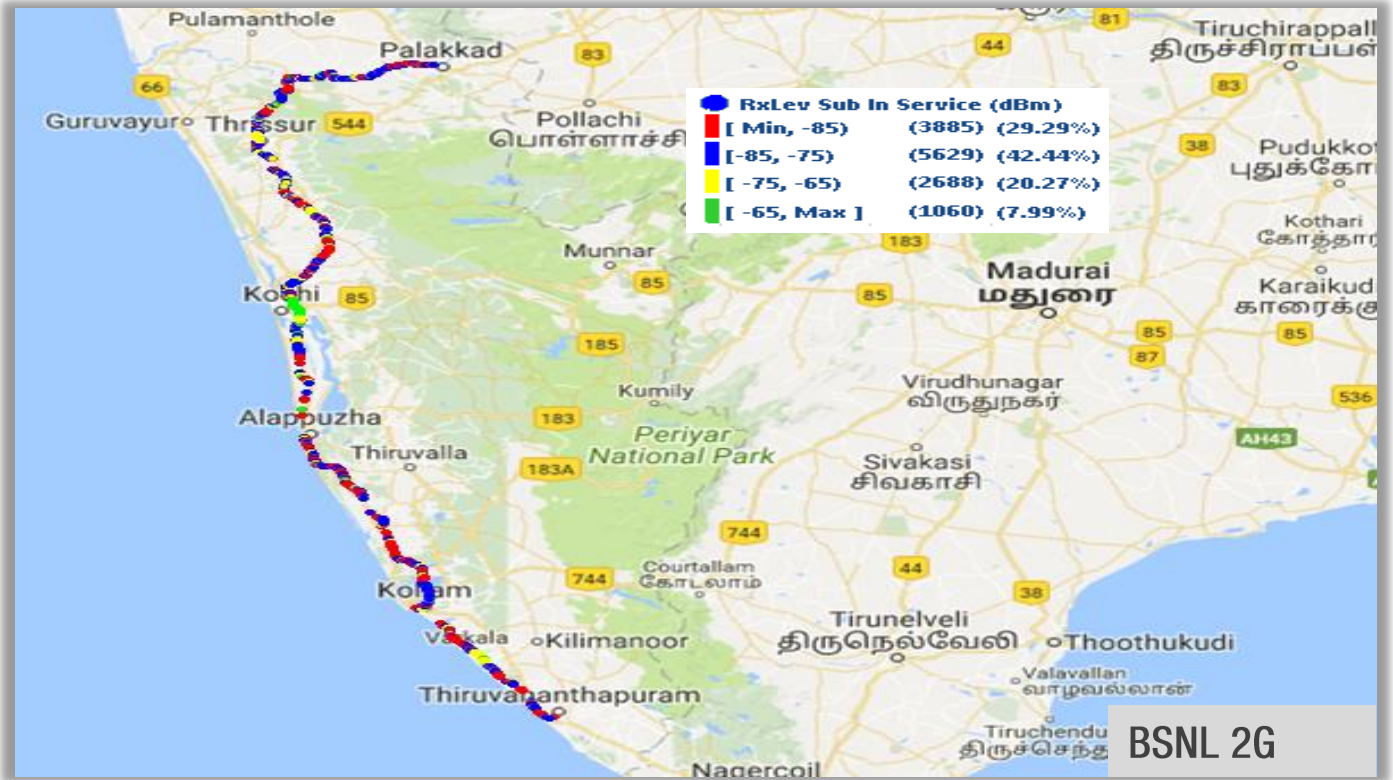 Pulamanthole
Palakkad
83
44
81
Tiruchirappall
திருச்சிராப்பள்
66
83
Guruvayur
Thrissur
544
Pollachi
பொள்ளாச்சி
RxLev Sub In Service (dBm)
[ Min, -85) (3885) (29.29%)
[-85, -75) (5629) (42.44%)
[ -75, -65) (2688) (20.27%)
[ -65, Max ] (1060) (7.99%)
38
Pudukkot
புதுக்கோ
Kothari
கோத்தார
183
Munnar
85
Madurai
மதுரை
85
Karaikud
காரைக்கு
Kochi
85
185
85
85
87
Kumily
Virudhunagar
விருதுநகர்
536
Alappuzha
183
Periyar
National Park
AH43
Thiruvalla
183A
Sivakasi
சிவகாசி
744
Courtallam
கோடலாம்
744
44
38
Kollam
Tirunelveli
திருநெல்வேலி
Thoothukudi
Varkala
Kilimanoor
Valavallan
வாழவல்லான்
Thiruvananthapuram
Tiruchendu
திருச்செந்து
BSNL 2G
Nagercoil